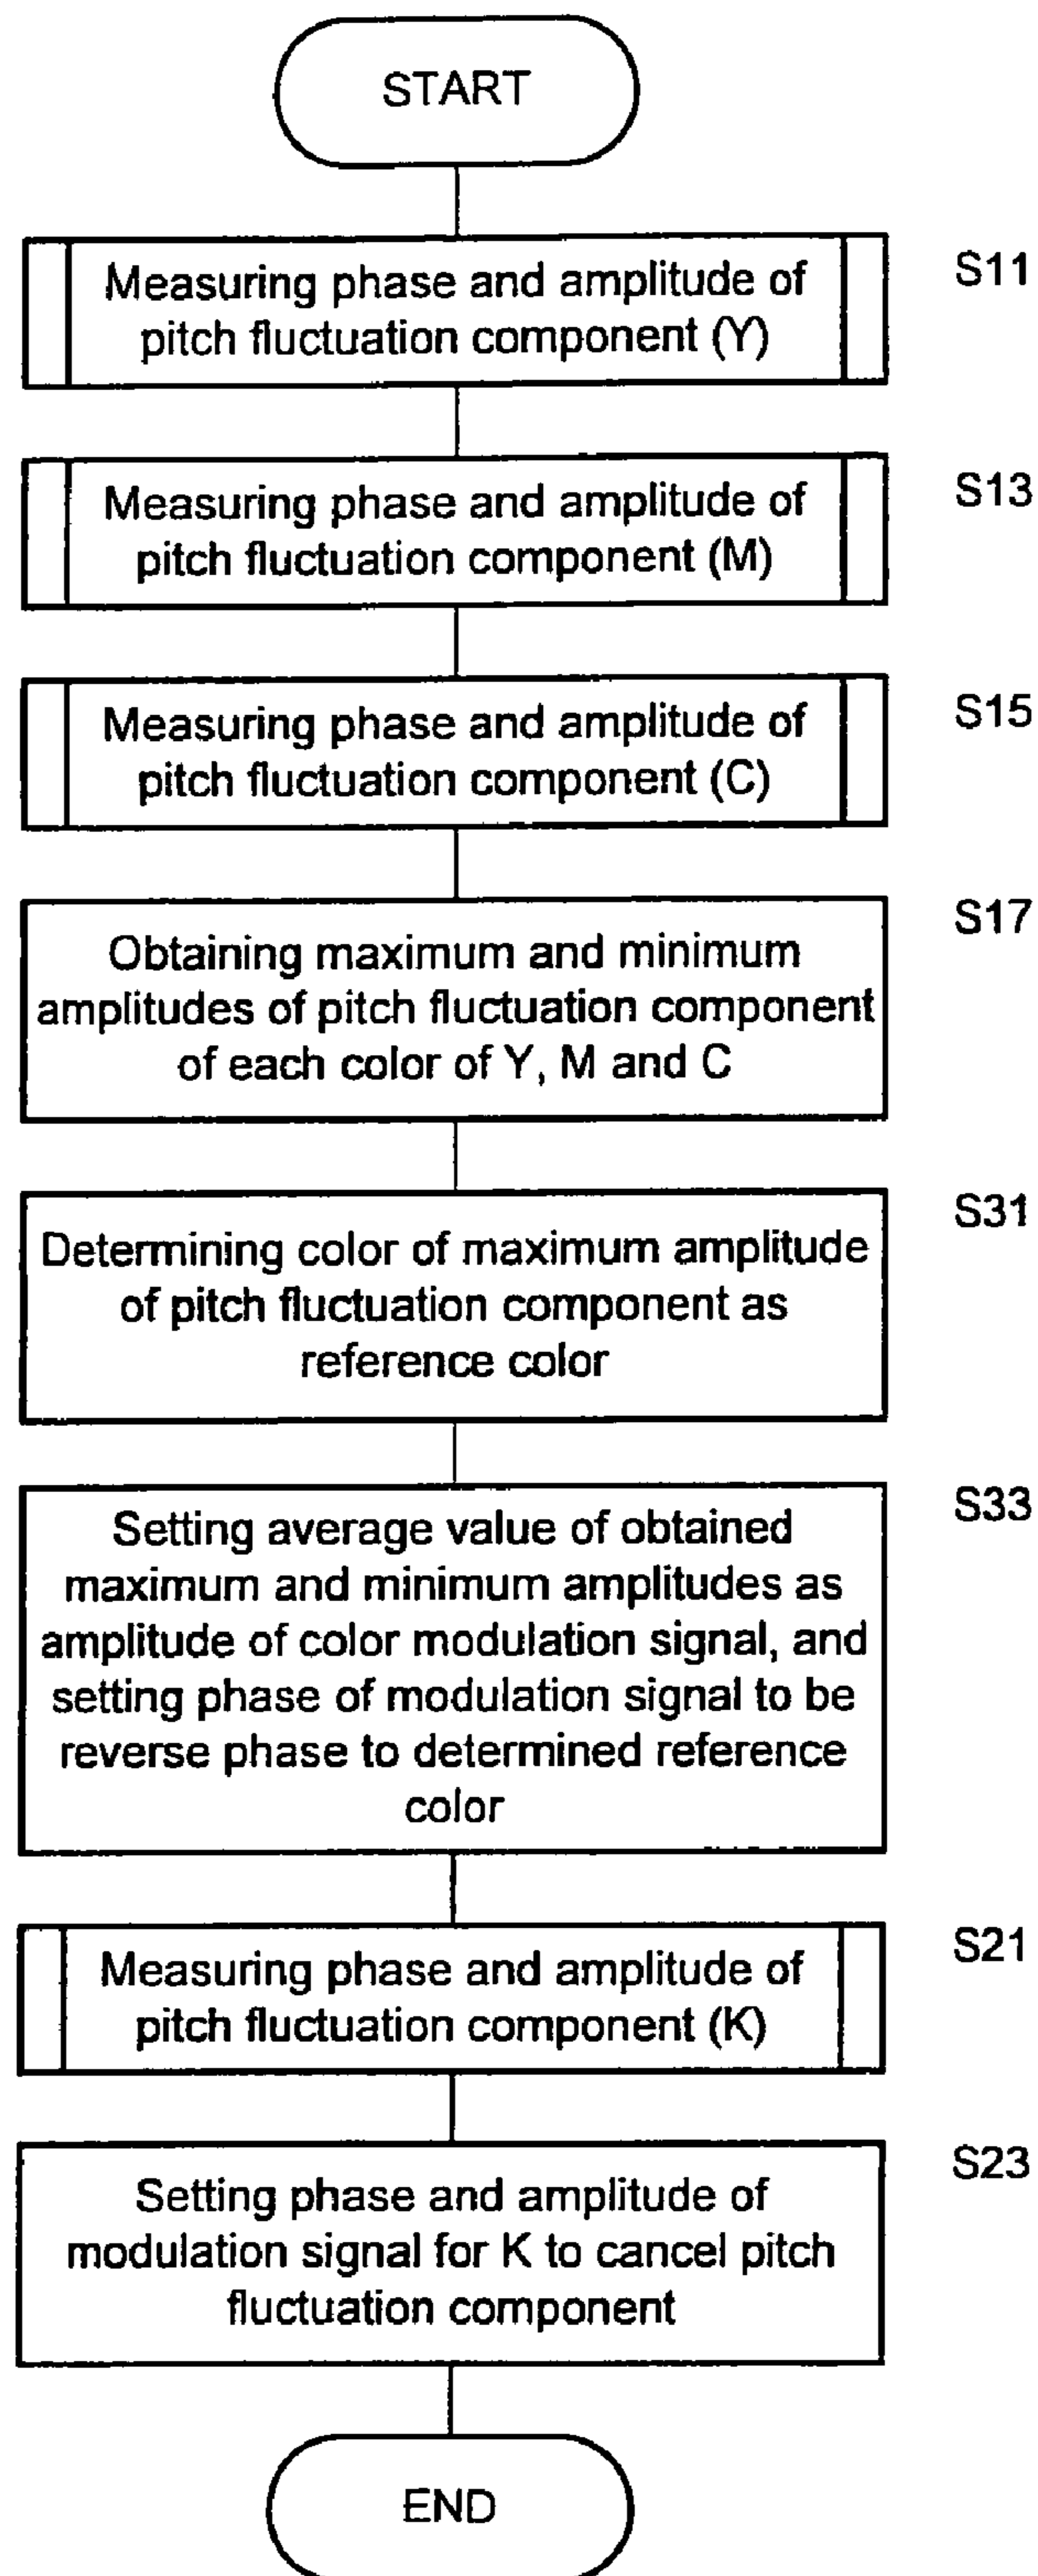 START
Measuring phase and amplitude of
pitch fluctuation component (Y)
S11
Measuring phase and amplitude of
pitch fluctuation component (M)
S13
Measuring phase and amplitude of
pitch fluctuation component (C)
S15
Obtaining maximum and minimum
amplitudes of pitch fluctuation component
of each color of Y, M and C
S17
Determining color of maximum amplitude
of pitch fluctuation component as
reference color
S31
Setting average value of obtained
maximum and minimum amplitudes as
amplitude of color modulation signal, and
setting phase of modulation signal to be
reverse phase to determined reference
color
S33
Measuring phase and amplitude of
pitch fluctuation component (K)
S21
Setting phase and amplitude of
modulation signal for K to cancel pitch
fluctuation component
S23
END